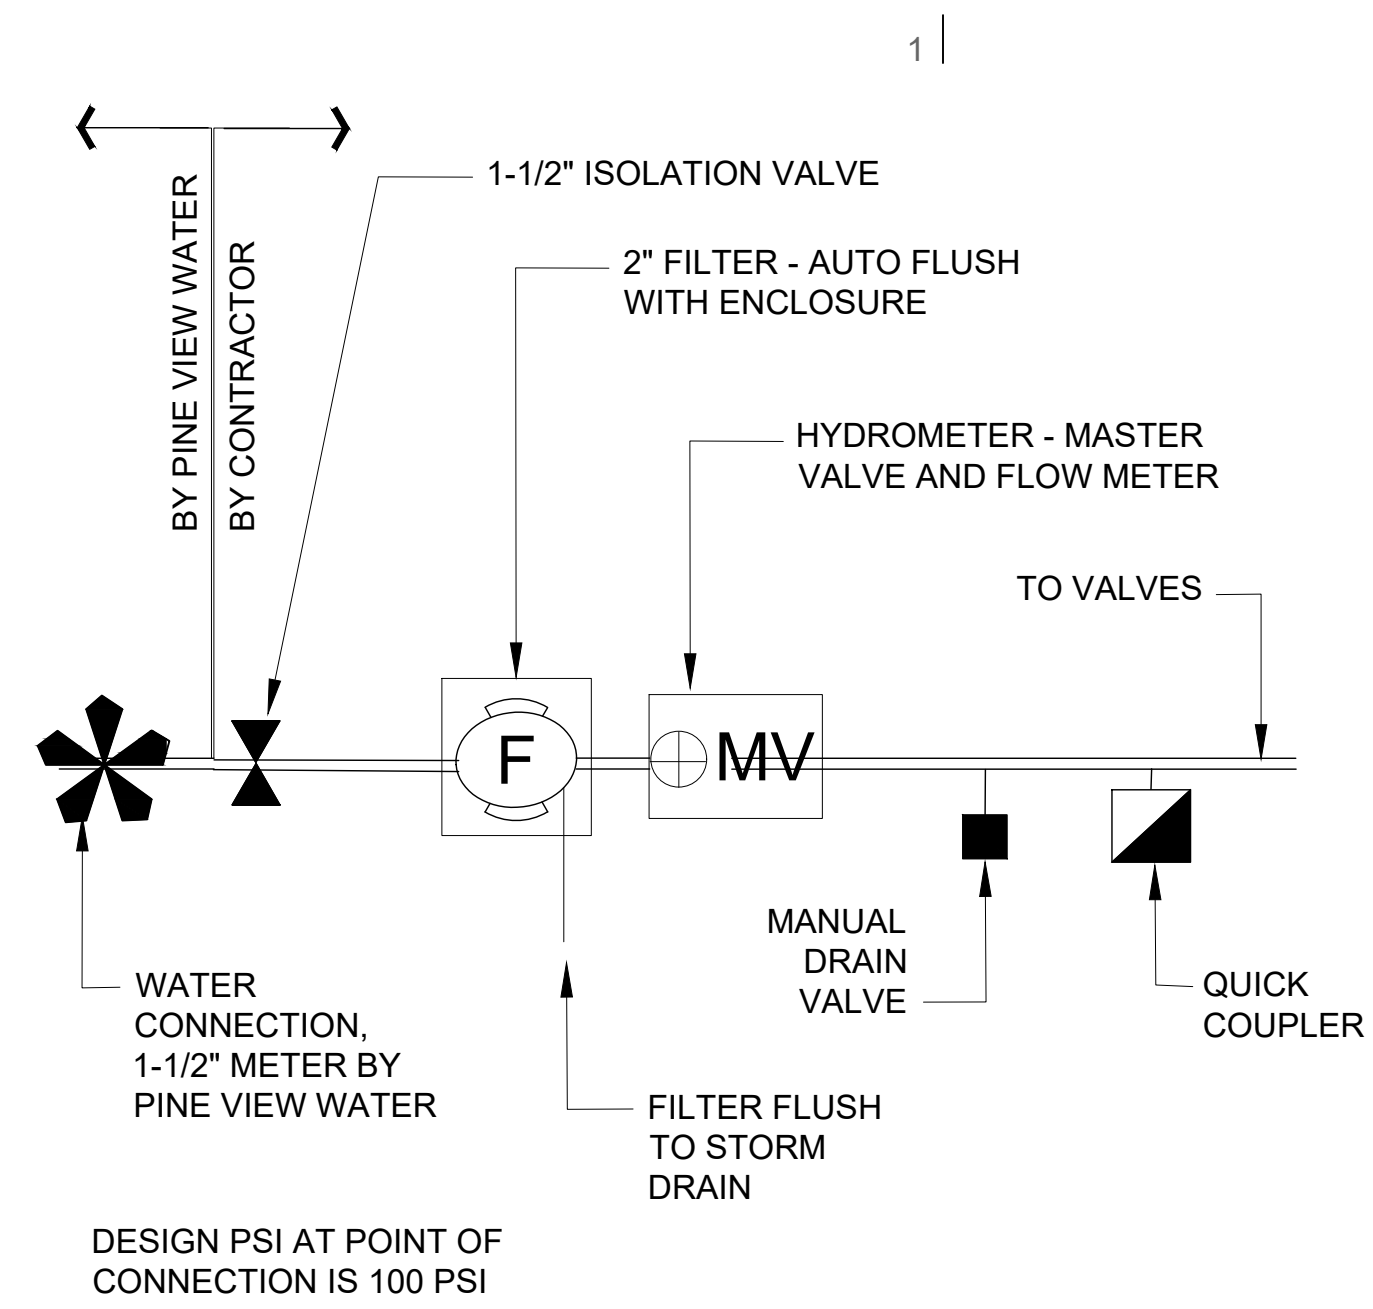 1
1-1/2" ISOLATION VALVE
BY PINE VIEW WATER
BY CONTRACTOR
2" FILTER - AUTO FLUSH
WITH ENCLOSURE
HYDROMETER - MASTER
VALVE AND FLOW METER
TO VALVES
F
MV
MANUAL
DRAIN
VALVE
QUICK
COUPLER
WATER
CONNECTION,
1-1/2" METER BY
PINE VIEW WATER
FILTER FLUSH
TO STORM
DRAIN
DESIGN PSI AT POINT OF
CONNECTION IS 100 PSI